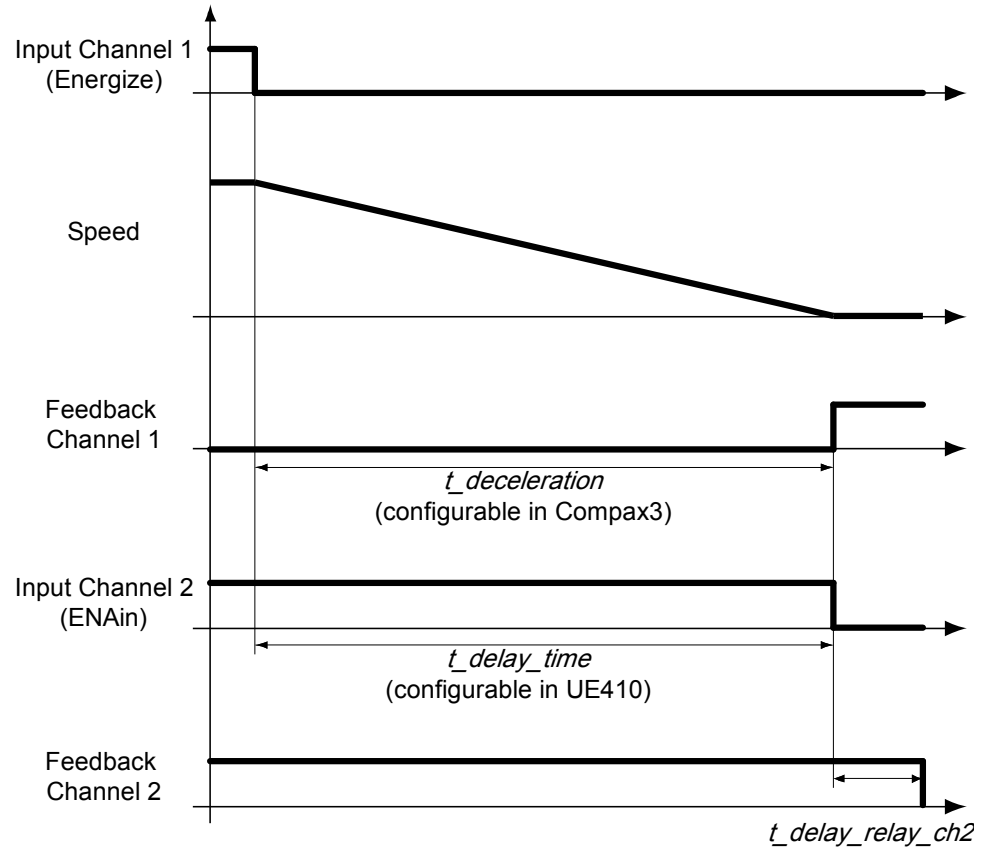 Input Channel 1
(Energize)
Speed
Feedback
Channel 1
t_deceleration
(configurable in Compax3)
Input Channel 2
(ENAin)
t_delay_time
(configurable in UE410)
Feedback
Channel 2
t_delay_relay_ch2